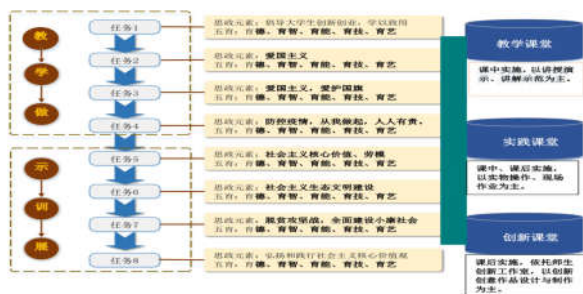 教
学
做
示
训
展
任务1
思政元素：倡导大学生创新创业，学以致用
五育：育德、育智、育能、育技、育艺
任务2
思政元素：爱国主义
五育：育德、育智、育能、育技、育艺
任务3
思政元素：爱国主义，爱护国旗
五育：育德、育智、育能、育技、育艺
任务4
思政元素：防控疫情，从我做起，人人有责。
五育：育德、育智、育能、育技、育艺
任务5
思政元素：社会主义核心价值、劳模
五育：育德、育智、育能、育技、育艺
任务6
思政元素：社会主义生态文明建设
五育：育德、育智、育能、育技、育艺
任务7
思政元素：脱贫攻坚战，全面建设小康社会
五育：育德、育智、育能、育技、育艺
任务8
思政元素：弘扬和践行社会主义核心价值观
五育：育德、育智、育能、育技、育艺
教学课堂
课中实施，以讲授演
示、讲解示范为主。
实践课堂
课中、课后实施，
以实物操作、现场
作业为主。
创新课堂
课后实施，依托师生
创新工作室，以创新
创意作品设计与制作
为主。